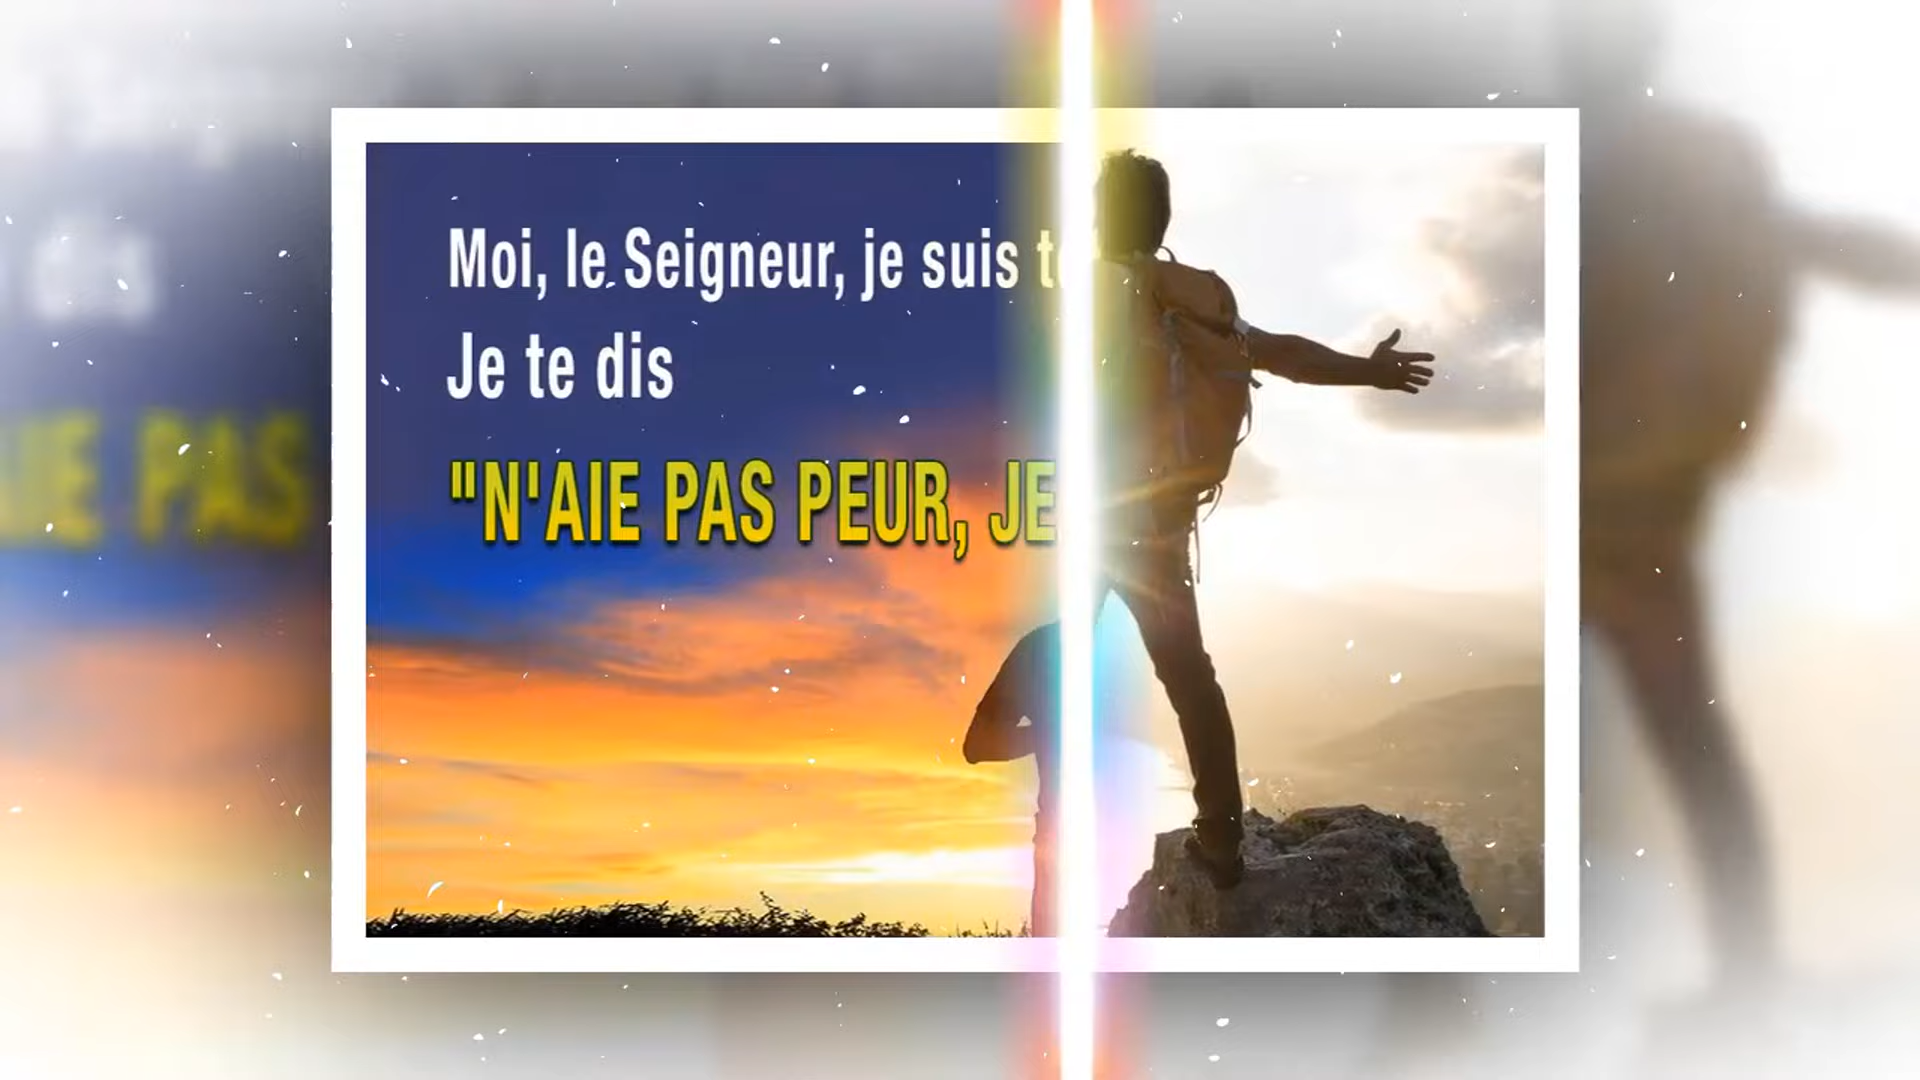 Moi, le Seigneur, je suis
Je te dis
"N'AIE PAS PEUR, JE